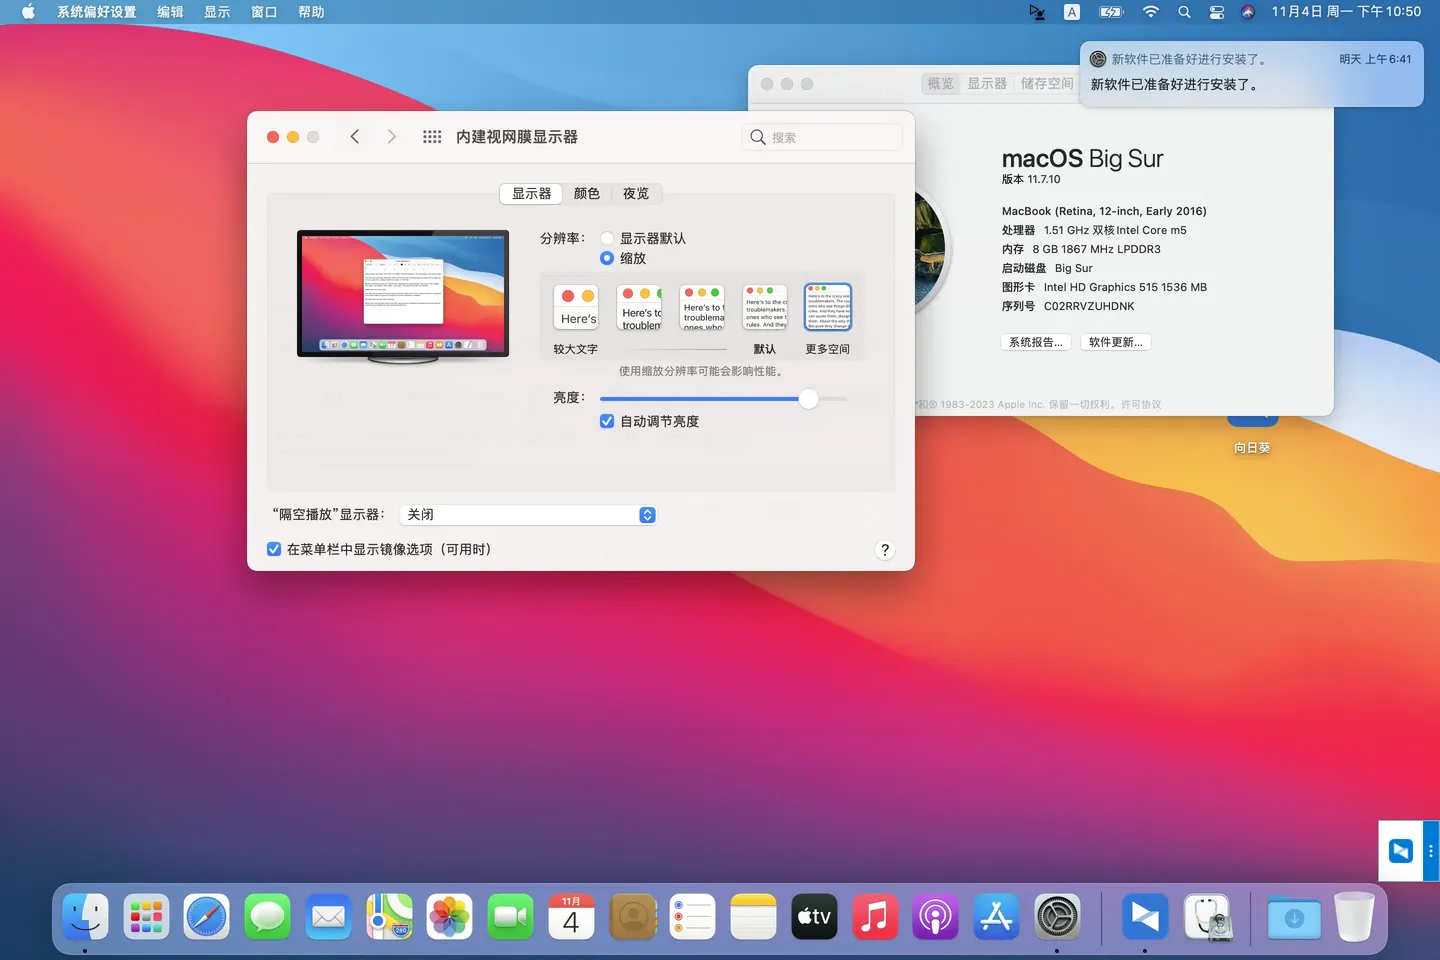 系统偏好设置 编辑 显示 窗口 帮助
A
11月4日 周一 下午10:50
新软件已准备好进行安装了。 明天 上午6:41
新软件已准备好进行安装了。
概览 显示器 储存空间
macOS Big Sur
版本 11.7.10
MacBook (Retina, 12-inch, Early 2016)
处理器 1.51 GHz 双核Intel Core m5
内存 8 GB 1867 MHz LPDDR3
启动磁盘 Big Sur
图形卡 Intel HD Graphics 515 1536 MB
序列号 C02RRVZUHDNK
系统报告... 软件更新...
和© 1983-2023 Apple Inc. 保留一切权利。许可协议
内建视网膜显示器
搜索
显示器 颜色 夜览
分辨率： 显示器默认
缩放
Here's
Here's to
troublem
Here's to t
troublema
ones who
Here's to the c
troublemakers.
ones who see t
rules. And they
较大文字 默认 更多空间
使用缩放分辨率可能会影响性能。
亮度：
自动调节亮度
“隔空播放”显示器： 关闭
在菜单栏中显示镜像选项（可用时）
?
向日葵
11月
4
280
tv